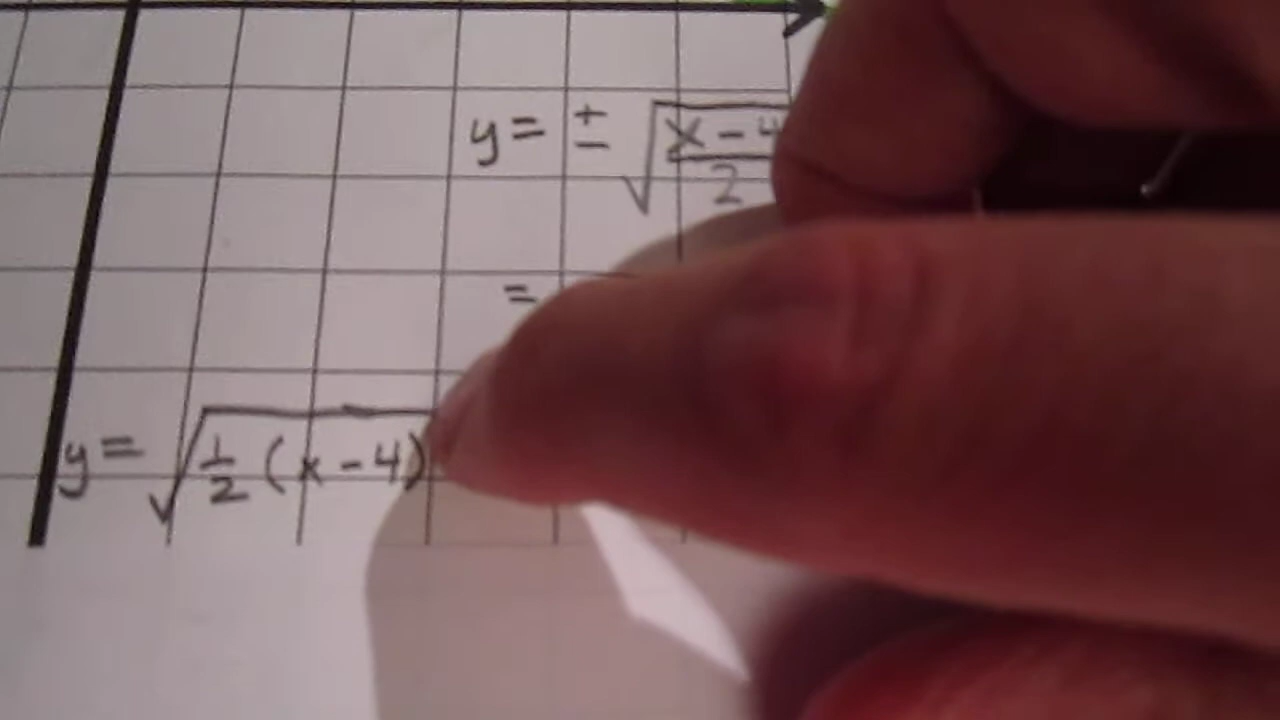 y = ± √((x-4)/2)
=
y = √(1/2 (x-4))